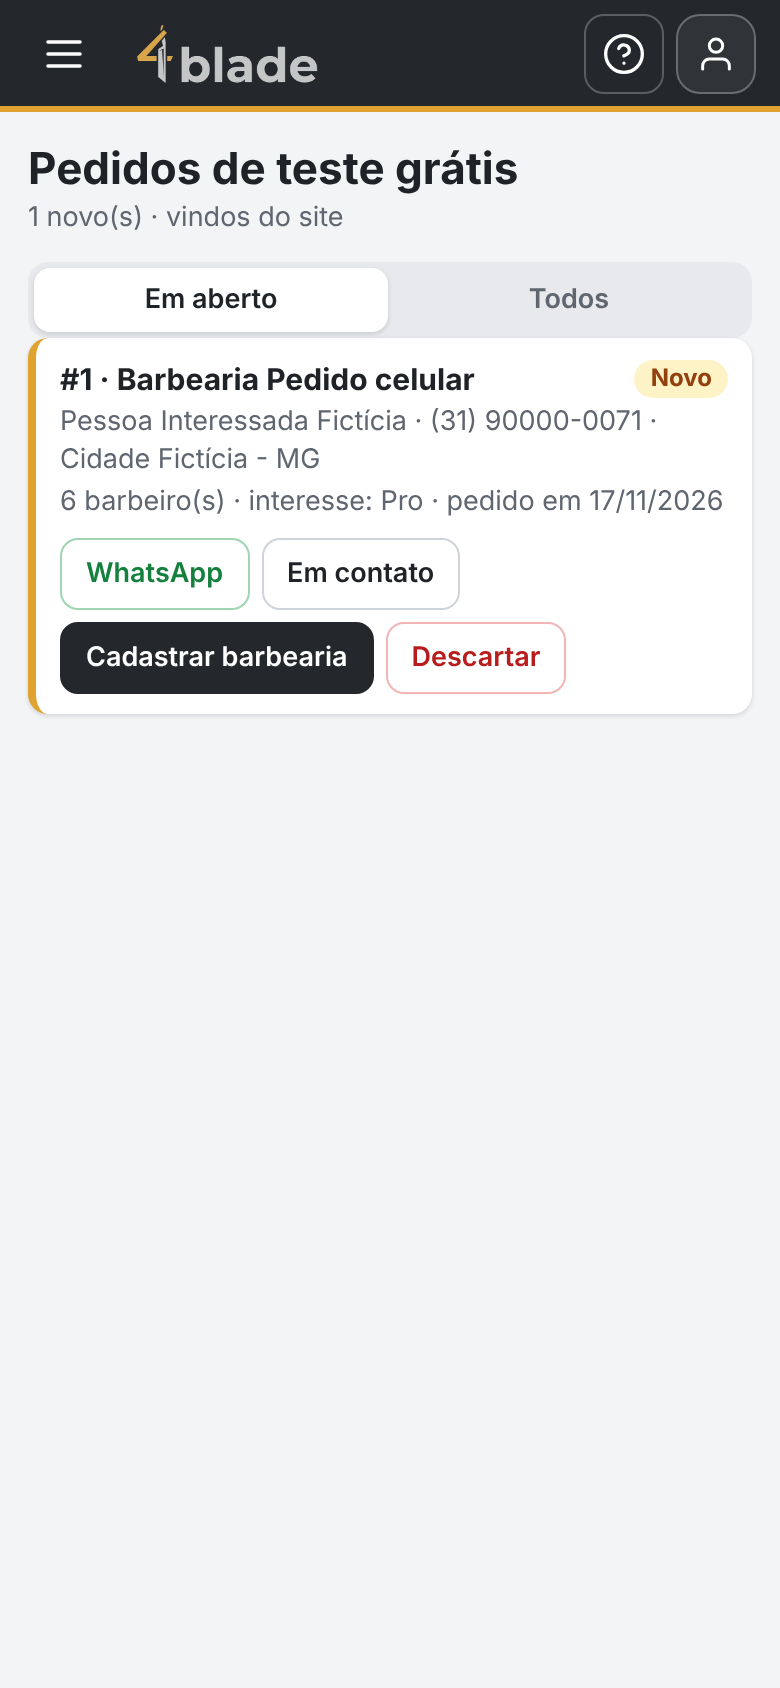 4blade
Pedidos de teste grátis
1 novo(s) · vindos do site
Em aberto
Todos
#1 · Barbearia Pedido celular
Novo
Pessoa Interessada Fictícia · (31) 90000-0071 ·
Cidade Fictícia - MG
6 barbeiro(s) · interesse: Pro · pedido em 17/11/2026
WhatsApp
Em contato
Cadastrar barbearia
Descartar